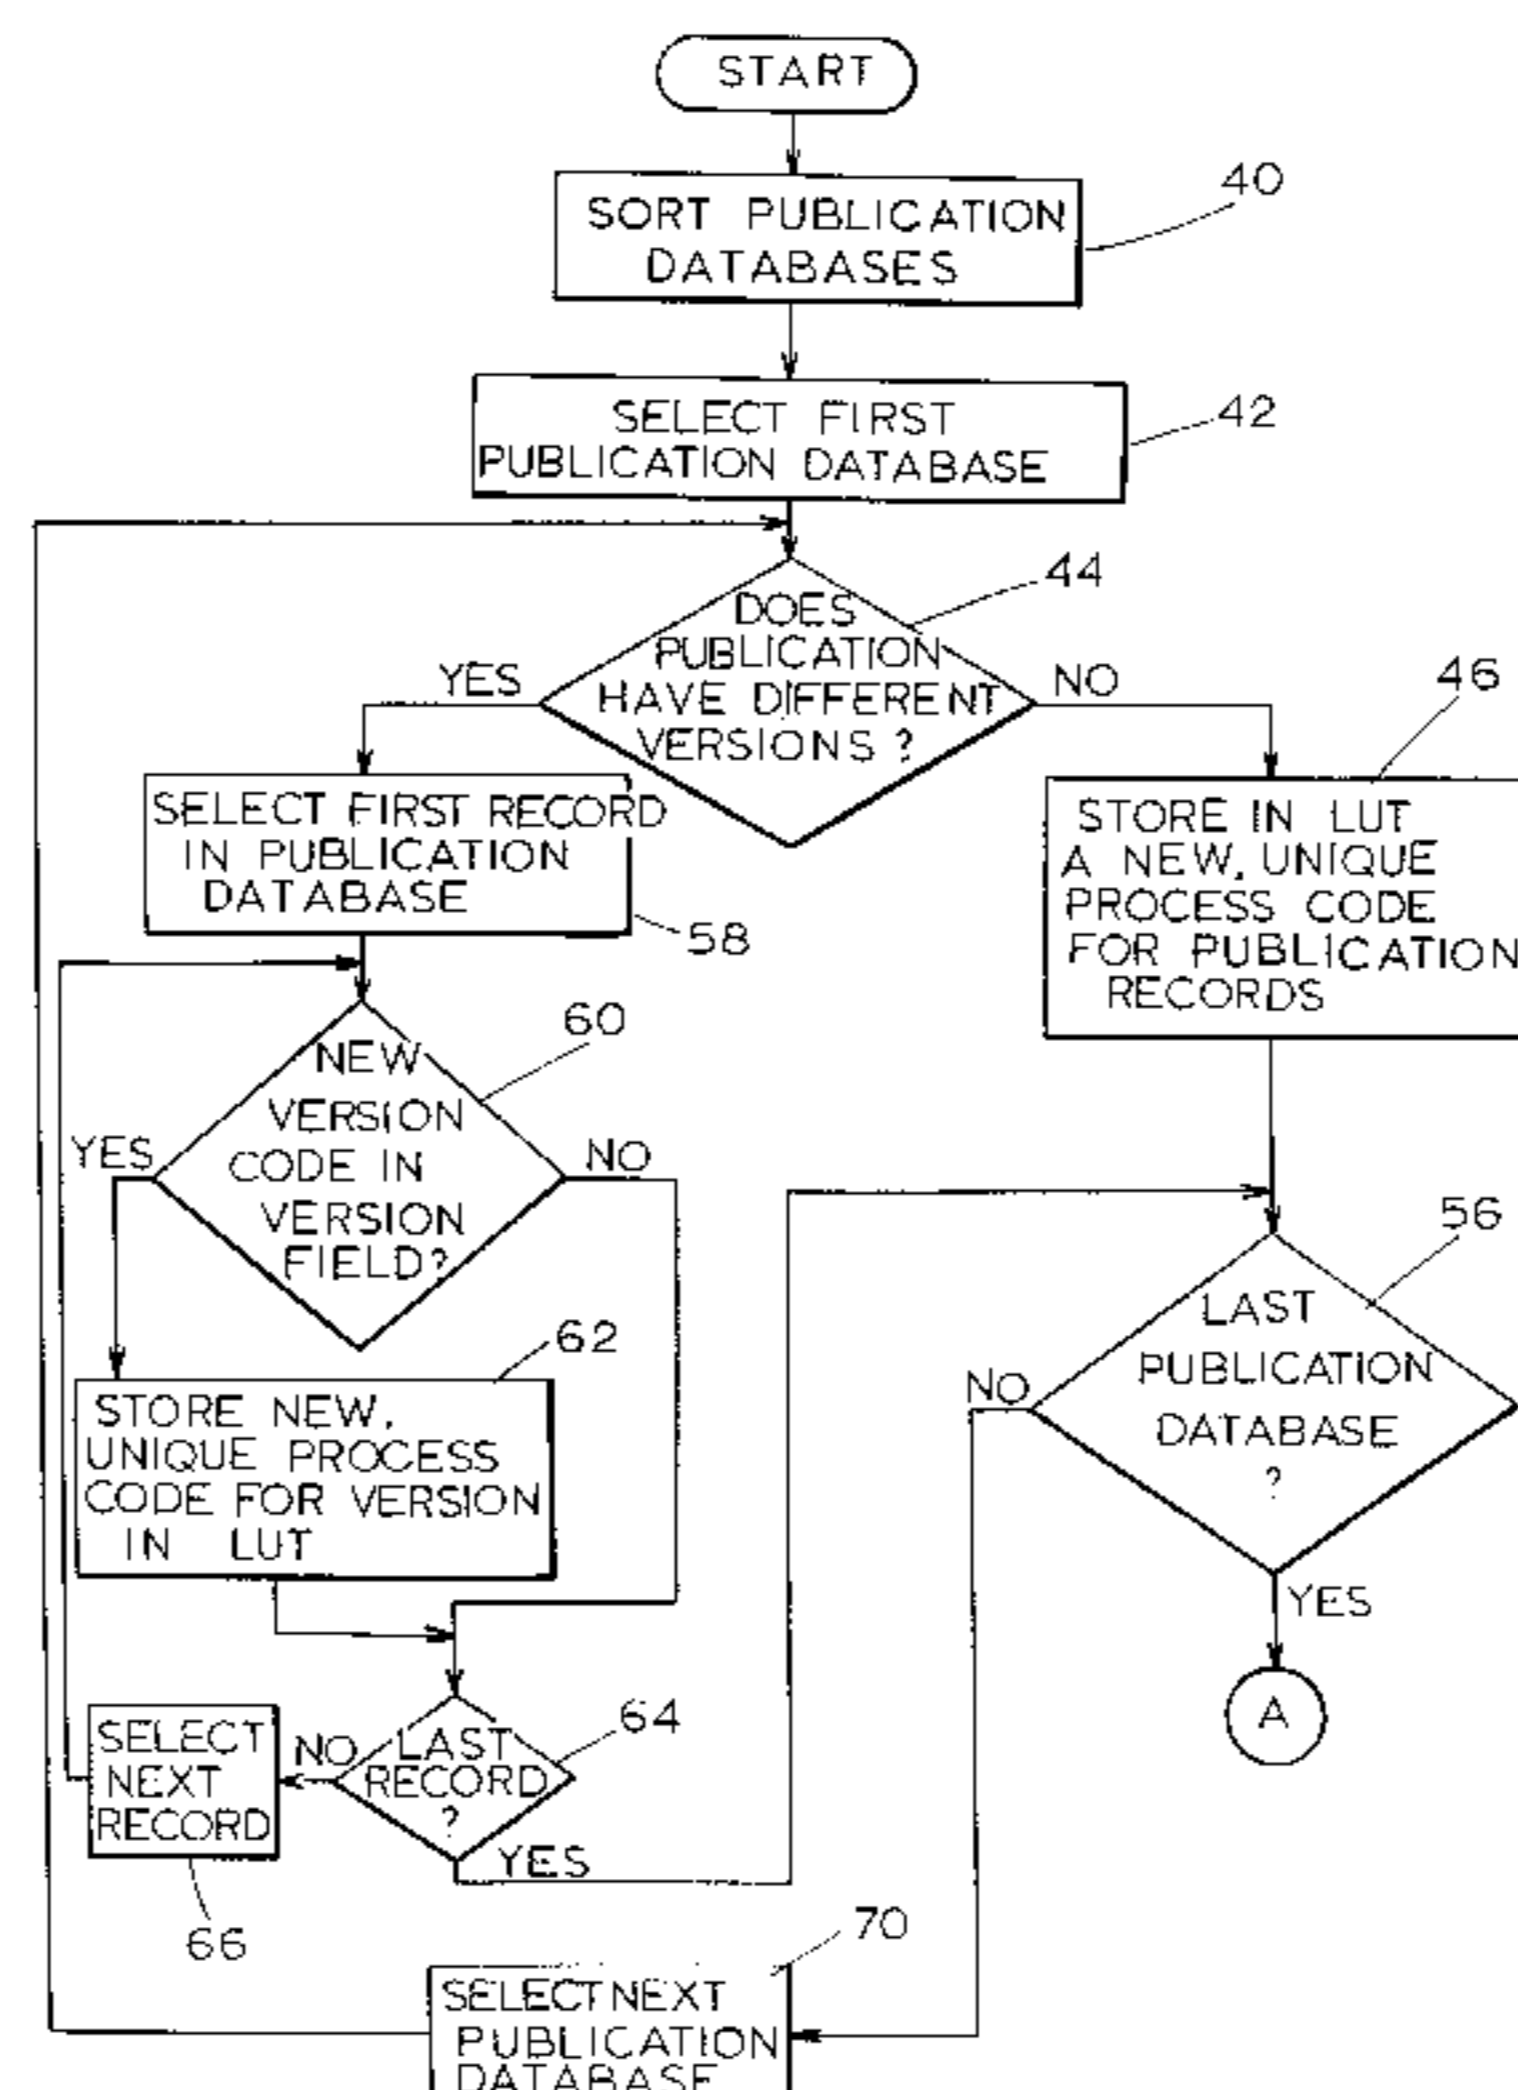 START
SORT PUBLICATION
DATABASES
40
SELECT FIRST
PUBLICATION DATABASE
42
DOES
PUBLICATION
HAVE DIFFERENT
VERSIONS ?
44
YES
NO
46
SELECT FIRST RECORD
IN PUBLICATION
DATABASE
58
STORE IN LUT
A NEW, UNIQUE
PROCESS CODE
FOR PUBLICATION
RECORDS
NEW
VERSION
CODE IN
VERSION
FIELD?
60
YES
NO
62
STORE NEW,
UNIQUE PROCESS
CODE FOR VERSION
IN LUT
56
LAST
PUBLICATION
DATABASE
?
NO
YES
A
LAST
RECORD
?
64
NO
YES
SELECT
NEXT
RECORD
66
70
SELECT NEXT
PUBLICATION
DATABASE